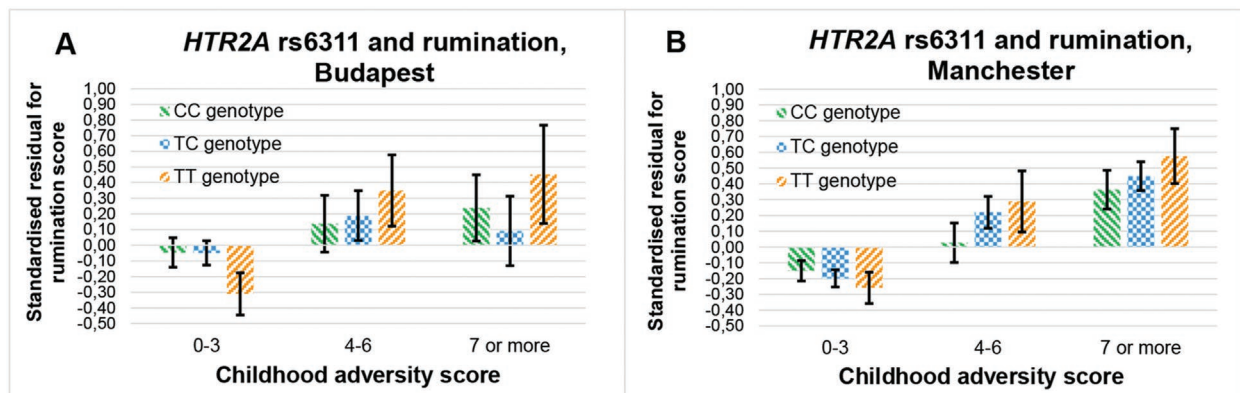 A
HTR2A rs6311 and rumination,
Budapest
Standardised residual for
rumination score
1,00
0,90
0,80
0,70
0,60
0,50
0,40
0,30
0,20
0,10
0,00
-0,10
-0,20
-0,30
-0,40
-0,50
CC genotype
TC genotype
TT genotype
0-3
4-6
7 or more
Childhood adversity score
B
HTR2A rs6311 and rumination,
Manchester
Standardised residual for
rumination score
1,00
0,90
0,80
0,70
0,60
0,50
0,40
0,30
0,20
0,10
0,00
-0,10
-0,20
-0,30
-0,40
-0,50
CC genotype
TC genotype
TT genotype
0-3
4-6
7 or more
Childhood adversity score